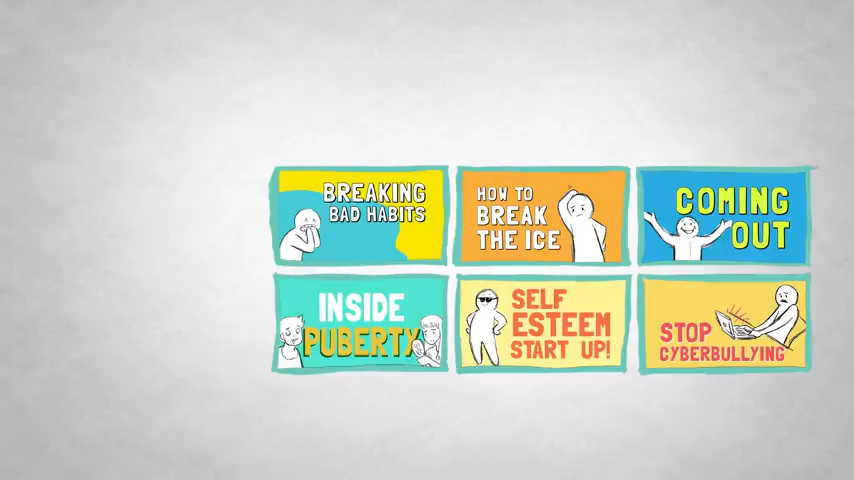 BREAKING
BAD HABITS
HOW TO
BREAK
THE ICE
COMING
OUT
INSIDE
PUBERTY
SELF
ESTEEM
START UP!
STOP
CYBERBULLYING